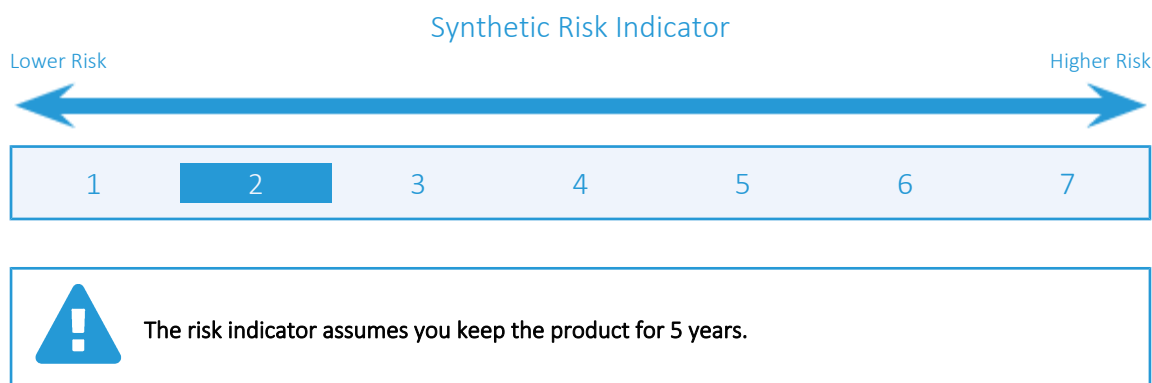 Synthetic Risk Indicator
Lower Risk Higher Risk
1 2 3 4 5 6 7
The risk indicator assumes you keep the product for 5 years.